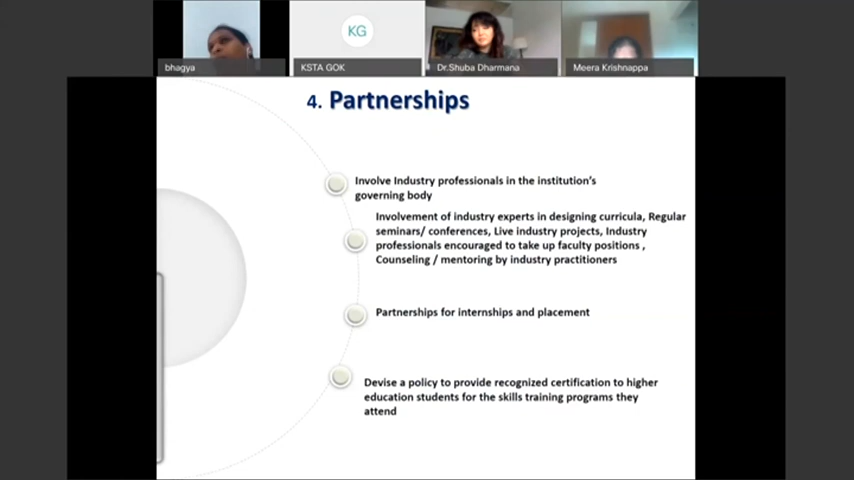 KG
bhagya
KSTA GOK
Dr.Shuba Dharmana
Meera Krishnappa
4. Partnerships
Involve Industry professionals in the institution's
governing body
Involvement of industry experts in designing curricula, Regular
seminars/ conferences, Live industry projects, Industry
professionals encouraged to take up faculty positions ,
Counseling / mentoring by industry practitioners
Partnerships for internships and placement
Devise a policy to provide recognized certification to higher
education students for the skills training programs they
attend